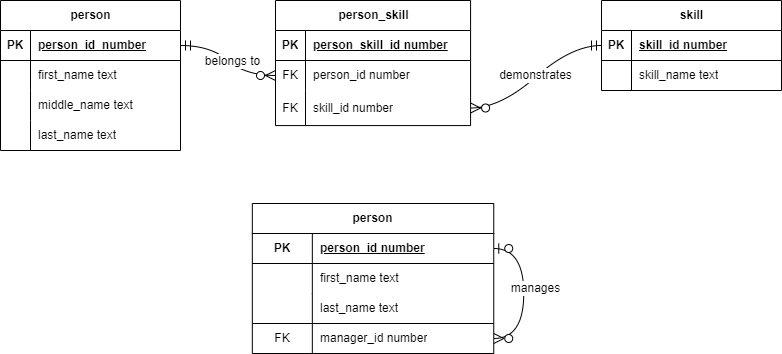 person
PK person_id_number
first_name text
middle_name text
last_name text
belongs to
person_skill
PK person_skill_id number
FK person_id number
FK skill_id number
demonstrates
skill
PK skill_id number
skill_name text
person
PK person_id number
first_name text
last_name text
FK manager_id number
manages